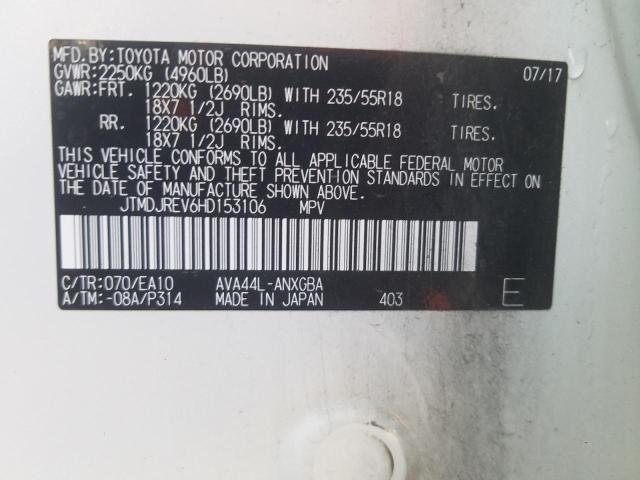 MFD.BY:TOYOTA MOTOR CORPORATION 07/17
GVWR:2250KG (4960LB)
GAWR:FRT. 1220KG (2690LB) WITH 235/55R18 TIRES.
18X7 1/2J RIMS.
RR. 1220KG (2690LB) WITH 235/55R18 TIRES.
18X7 1/2J RIMS.
THIS VEHICLE CONFORMS TO ALL APPLICABLE FEDERAL MOTOR
VEHICLE SAFETY AND THEFT PREVENTION STANDARDS IN EFFECT ON
THE DATE OF MANUFACTURE SHOWN ABOVE.
JTMDJREV6HD153106 MPV
C/TR:070/EA10 AVA44L-ANXGBA
A/TM:-08A/P314 MADE IN JAPAN 403 E